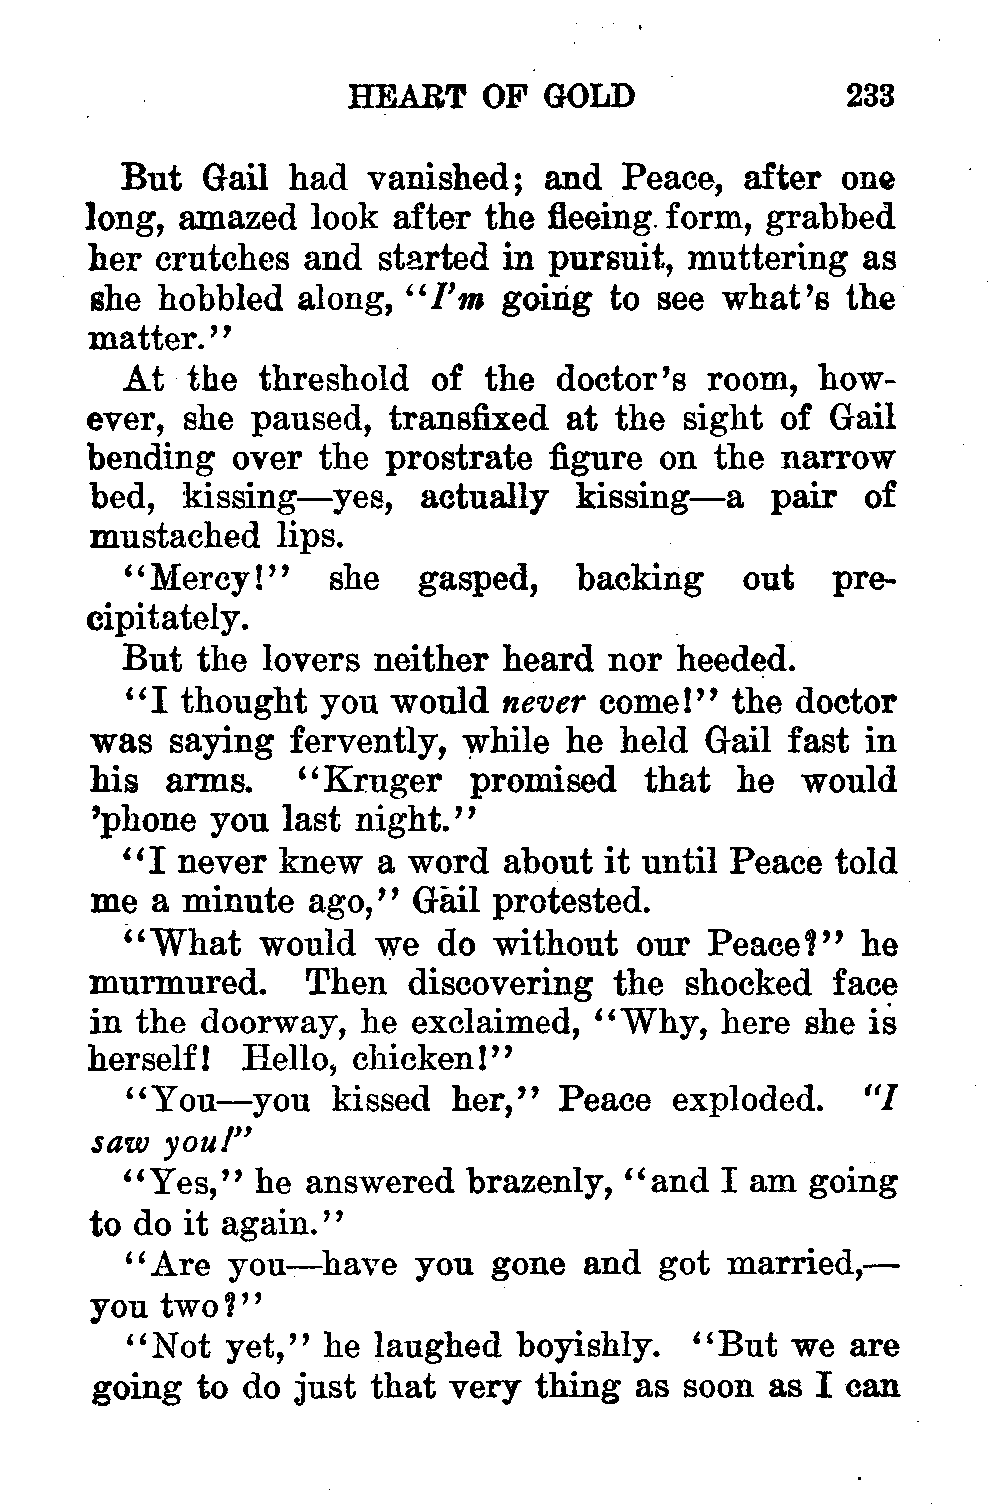 HEART OF GOLD 233
But Gail had vanished; and Peace, after one
long, amazed look after the fleeing form, grabbed
her crutches and started in pursuit, muttering as
she hobbled along, "I'm going to see what's the
matter."
At the threshold of the doctor's room, how-
ever, she paused, transfixed at the sight of Gail
bending over the prostrate figure on the narrow
bed, kissing—yes, actually kissing—a pair of
mustached lips.
"Mercy!" she gasped, backing out pre-
cipitately.
But the lovers neither heard nor heeded.
"I thought you would never come!" the doctor
was saying fervently, while he held Gail fast in
his arms. "Kruger promised that he would
'phone you last night."
"I never knew a word about it until Peace told
me a minute ago," Gail protested.
"What would we do without our Peace?" he
murmured. Then discovering the shocked face
in the doorway, he exclaimed, "Why, here she is
herself! Hello, chicken!"
"You—you kissed her," Peace exploded. "I
saw you!"
"Yes," he answered brazenly, "and I am going
to do it again."
"Are you—have you gone and got married,—
you two?"
"Not yet," he laughed boyishly. "But we are
going to do just that very thing as soon as I can